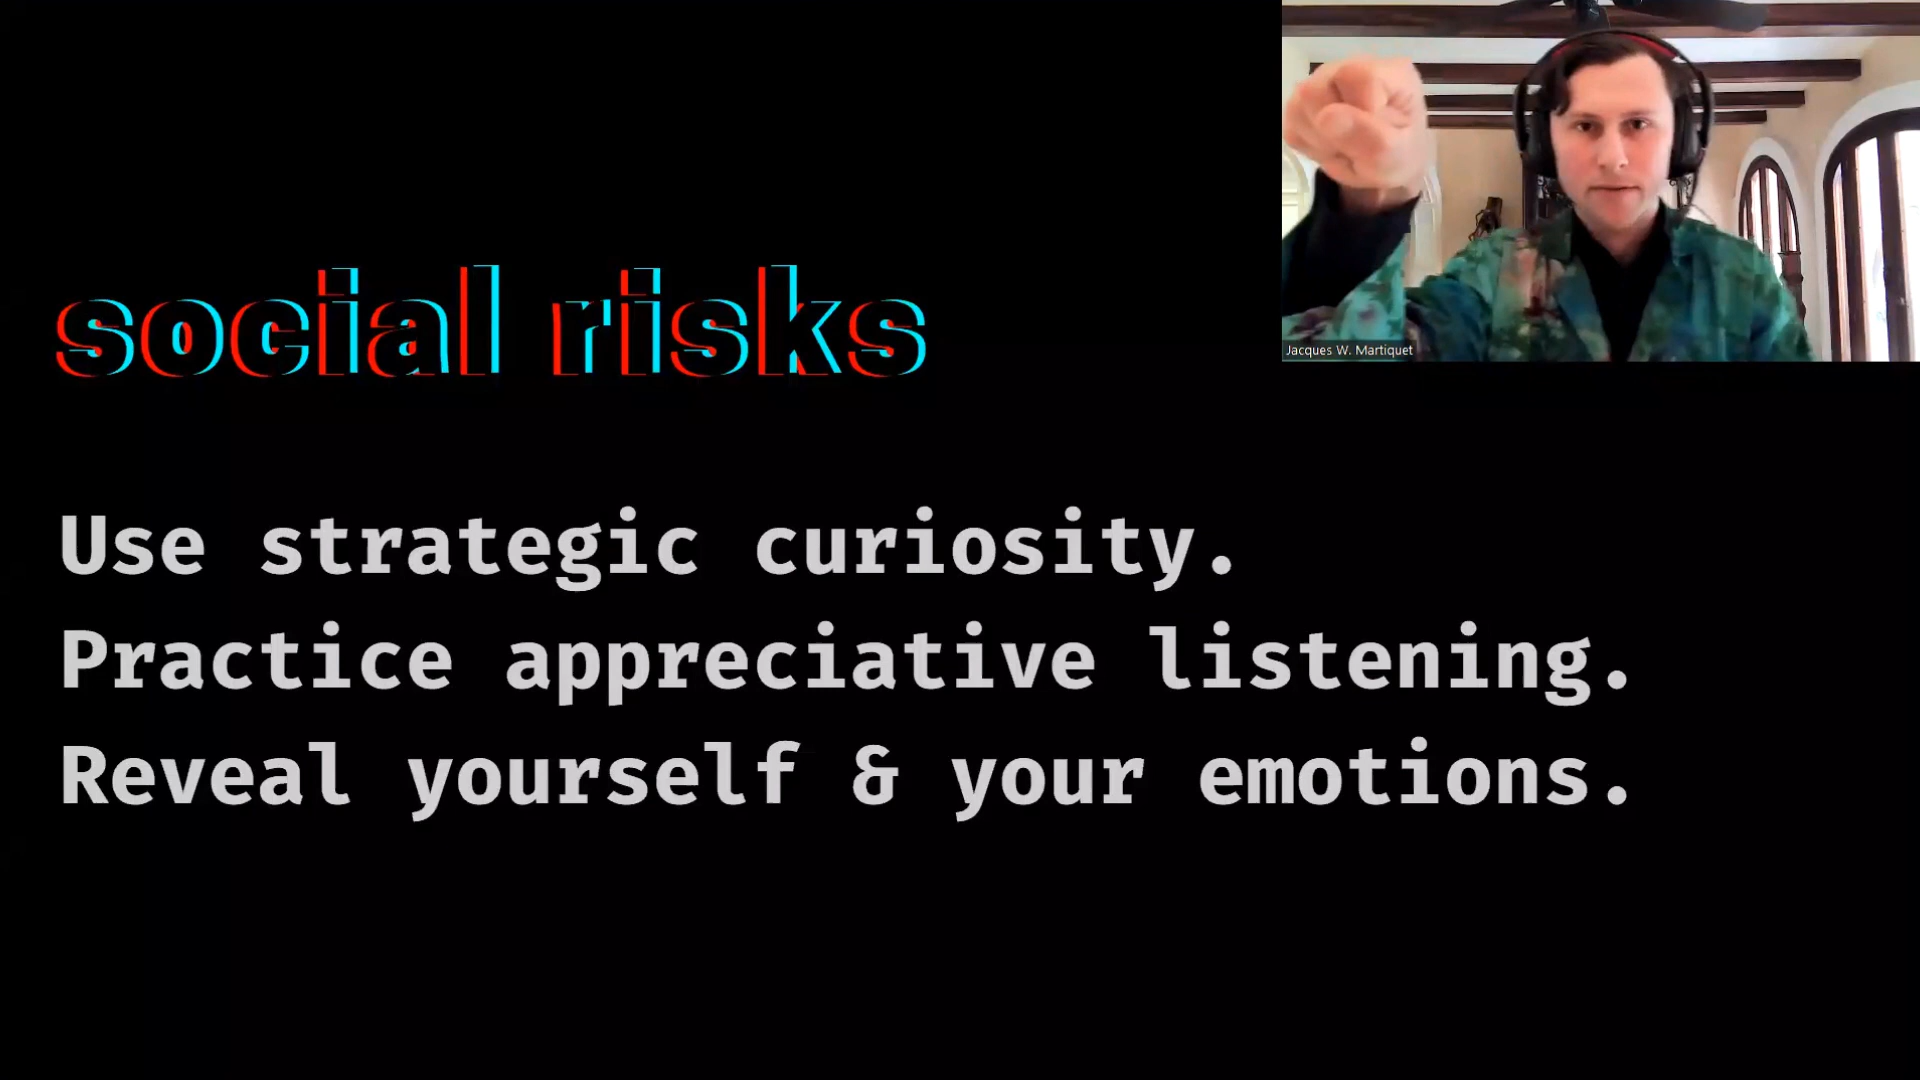 social risks
Jacques W. Martiquet
Use strategic curiosity.
Practice appreciative listening.
Reveal yourself & your emotions.